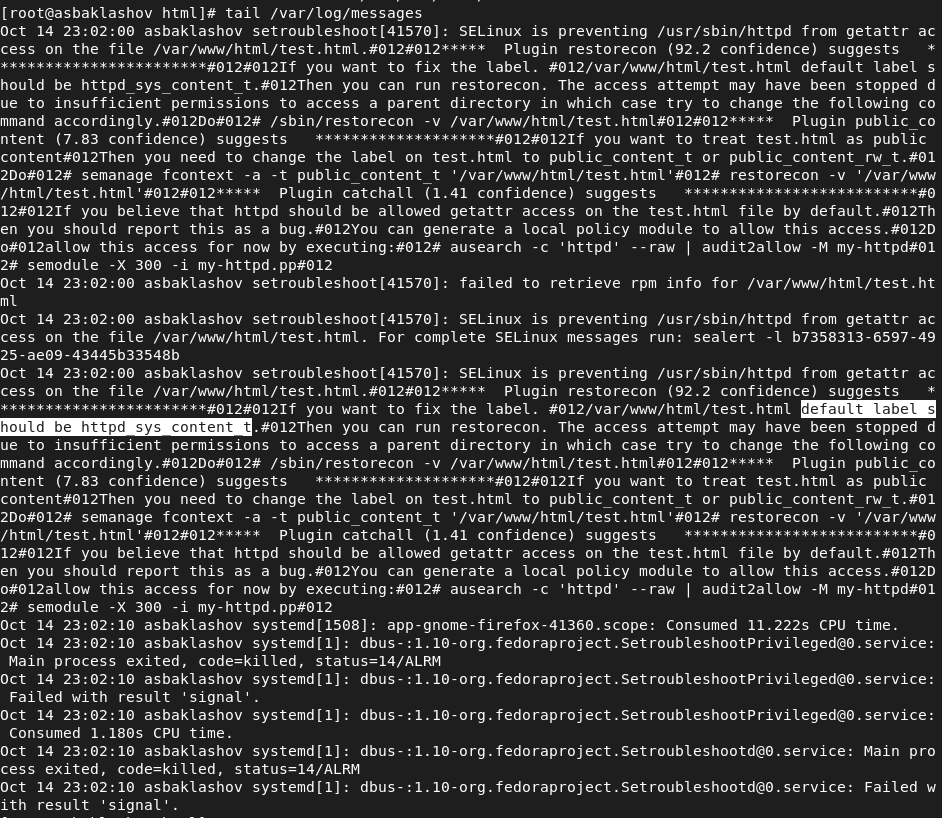 [root@asbaklashov html]# tail /var/log/messages
Oct 14 23:02:00 asbaklashov setroubleshoot[41570]: SELinux is preventing /usr/sbin/httpd from getattr ac
cess on the file /var/www/html/test.html.#012#012*****  Plugin restorecon (92.2 confidence) suggests   *
***********************#012#012If you want to fix the label. #012/var/www/html/test.html default label s
hould be httpd_sys_content_t.#012Then you can run restorecon. The access attempt may have been stopped d
ue to insufficient permissions to access a parent directory in which case try to change the following co
mmand accordingly.#012Do#012# /sbin/restorecon -v /var/www/html/test.html#012#012*****  Plugin public_co
ntent (7.83 confidence) suggests   ********************#012#012If you want to treat test.html as public 
content#012Then you need to change the label on test.html to public_content_t or public_content_rw_t.#01
2Do#012# semanage fcontext -a -t public_content_t '/var/www/html/test.html'#012# restorecon -v '/var/www
/html/test.html'#012#012*****  Plugin catchall (1.41 confidence) suggests   **************************#0
12#012If you believe that httpd should be allowed getattr access on the test.html file by default.#012Th
en you should report this as a bug.#012You can generate a local policy module to allow this access.#012D
o#012allow this access for now by executing:#012# ausearch -c 'httpd' --raw | audit2allow -M my-httpd#01
2# semodule -X 300 -i my-httpd.pp#012
Oct 14 23:02:00 asbaklashov setroubleshoot[41570]: failed to retrieve rpm info for /var/www/html/test.ht
ml
Oct 14 23:02:00 asbaklashov setroubleshoot[41570]: SELinux is preventing /usr/sbin/httpd from getattr ac
cess on the file /var/www/html/test.html. For complete SELinux messages run: sealert -l b7358313-6597-49
25-ae09-43445b33548b
Oct 14 23:02:00 asbaklashov setroubleshoot[41570]: SELinux is preventing /usr/sbin/httpd from getattr ac
cess on the file /var/www/html/test.html.#012#012*****  Plugin restorecon (92.2 confidence) suggests   *
***********************#012#012If you want to fix the label. #012/var/www/html/test.html default label s
hould be httpd_sys_content_t.#012Then you can run restorecon. The access attempt may have been stopped d
ue to insufficient permissions to access a parent directory in which case try to change the following co
mmand accordingly.#012Do#012# /sbin/restorecon -v /var/www/html/test.html#012#012*****  Plugin public_co
ntent (7.83 confidence) suggests   ********************#012#012If you want to treat test.html as public 
content#012Then you need to change the label on test.html to public_content_t or public_content_rw_t.#01
2Do#012# semanage fcontext -a -t public_content_t '/var/www/html/test.html'#012# restorecon -v '/var/www
/html/test.html'#012#012*****  Plugin catchall (1.41 confidence) suggests   **************************#0
12#012If you believe that httpd should be allowed getattr access on the test.html file by default.#012Th
en you should report this as a bug.#012You can generate a local policy module to allow this access.#012D
o#012allow this access for now by executing:#012# ausearch -c 'httpd' --raw | audit2allow -M my-httpd#01
2# semodule -X 300 -i my-httpd.pp#012
Oct 14 23:02:10 asbaklashov systemd[1508]: app-gnome-firefox-41360.scope: Consumed 11.222s CPU time.
Oct 14 23:02:10 asbaklashov systemd[1]: dbus-:1.10-org.fedoraproject.SetroubleshootPrivileged@0.service:
 Main process exited, code=killed, status=14/ALRM
Oct 14 23:02:10 asbaklashov systemd[1]: dbus-:1.10-org.fedoraproject.SetroubleshootPrivileged@0.service:
 Failed with result 'signal'.
Oct 14 23:02:10 asbaklashov systemd[1]: dbus-:1.10-org.fedoraproject.SetroubleshootPrivileged@0.service:
 Consumed 1.180s CPU time.
Oct 14 23:02:10 asbaklashov systemd[1]: dbus-:1.10-org.fedoraproject.Setroubleshootd@0.service: Main pro
cess exited, code=killed, status=14/ALRM
Oct 14 23:02:10 asbaklashov systemd[1]: dbus-:1.10-org.fedoraproject.Setroubleshootd@0.service: Failed w
ith result 'signal'.